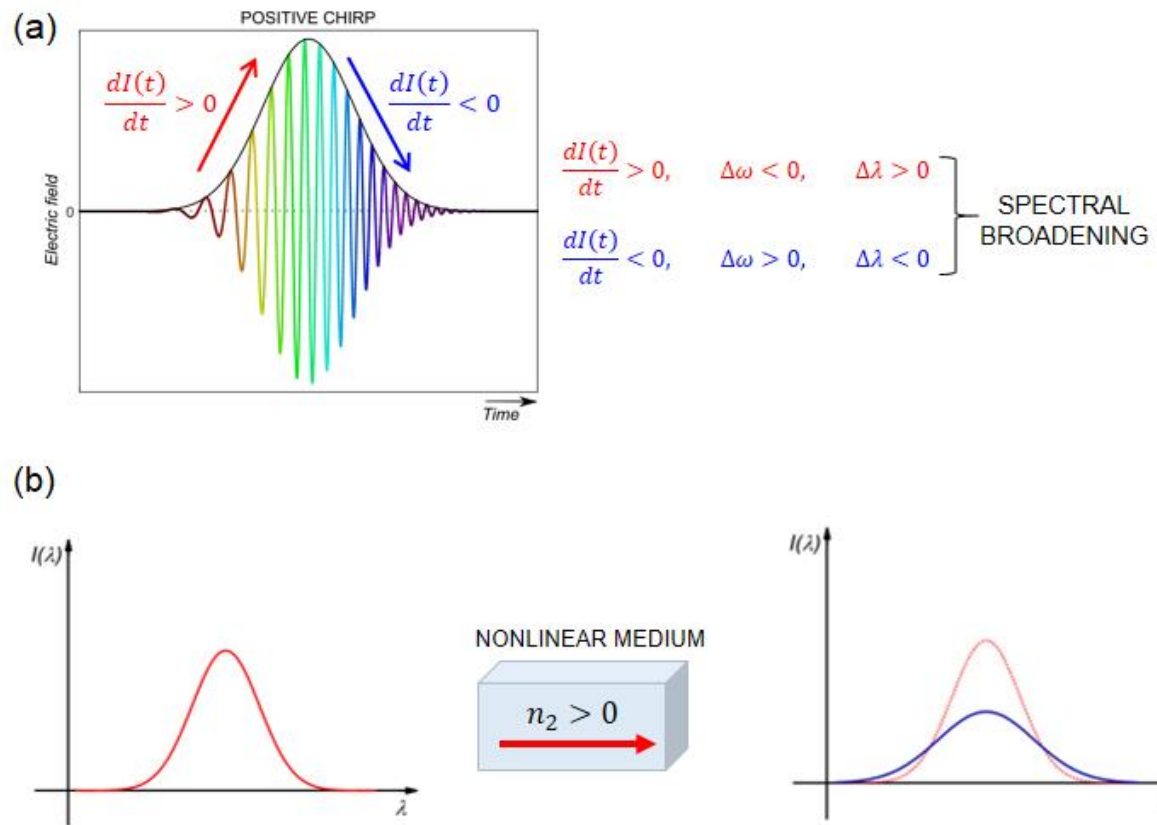 (a)
POSITIVE CHIRP
dI(t)/dt > 0
dI(t)/dt < 0
Electric field
0
Time
dI(t)/dt > 0, Δω < 0, Δλ > 0
dI(t)/dt < 0, Δω > 0, Δλ < 0
SPECTRAL
BROADENING
(b)
I(λ)
λ
NONLINEAR MEDIUM
n₂ > 0
I(λ)